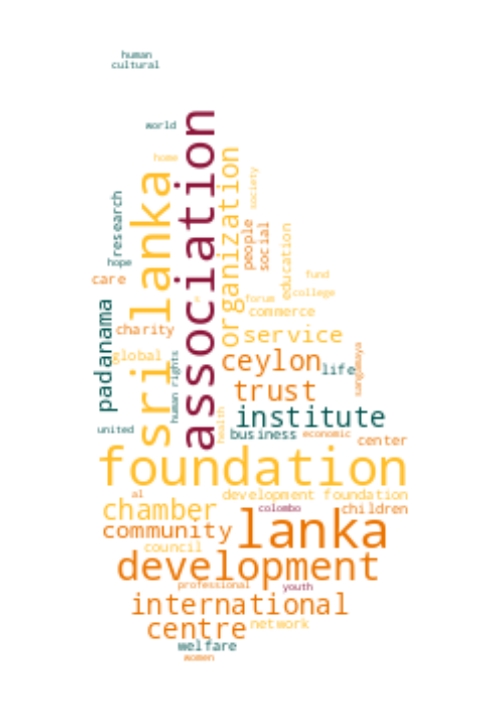 human
cultural
world
association
home
sri lanka
organization
society
research
people
social
education
hope
care
fund
padanama
s
forum
college
commerce
charity
service
global
human rights
ceylon
life
sangamaya
trust
health
institute
united
business
economic
center
foundation
al
development foundation
chamber
colombo
children
community
lanka
council
development
professional
youth
international
centre
network
welfare
women